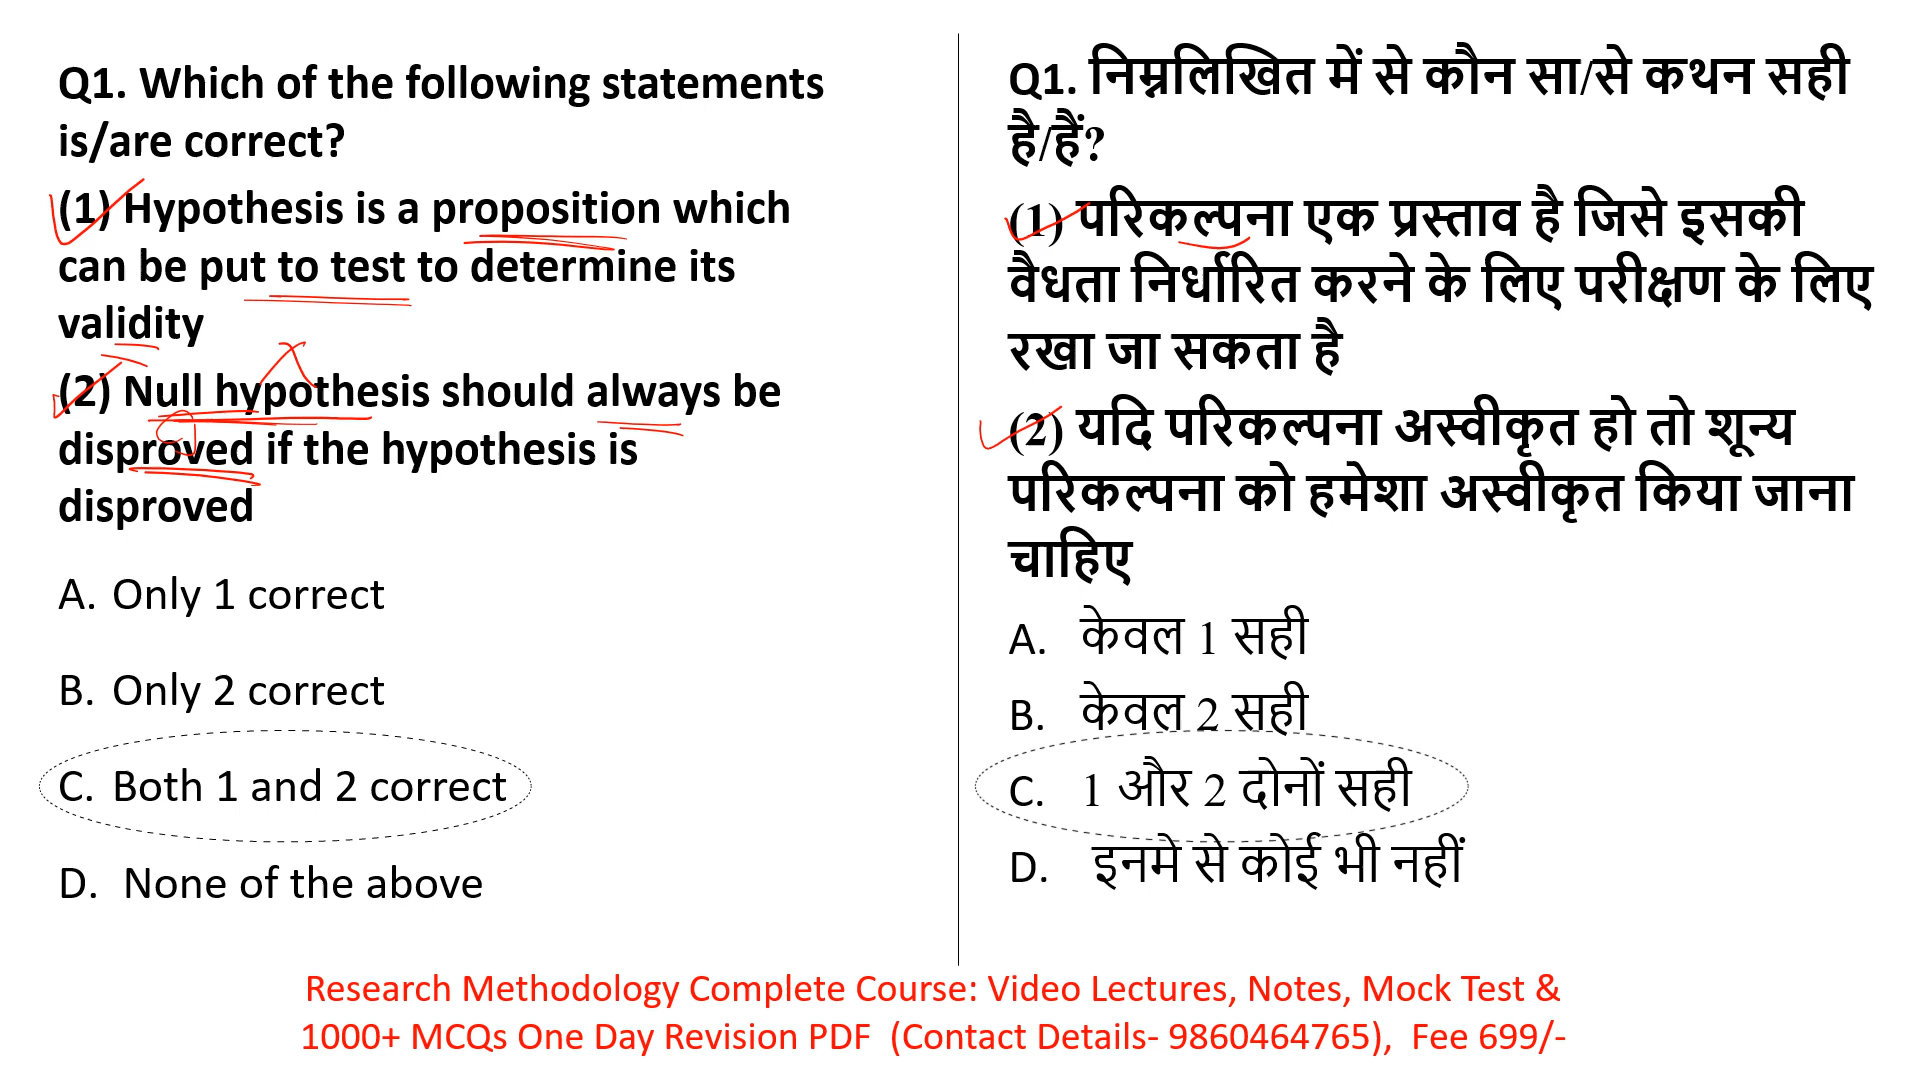 Q1. Which of the following statements
is/are correct?
(1) Hypothesis is a proposition which
can be put to test to determine its
validity
(2) Null hypothesis should always be
disproved if the hypothesis is
disproved
A. Only 1 correct
B. Only 2 correct
C. Both 1 and 2 correct
D. None of the above
Q1. निम्नलिखित में से कौन सा/से कथन सही
है/हैं?
(1) परिकल्पना एक प्रस्ताव है जिसे इसकी
वैधता निर्धारित करने के लिए परीक्षण के लिए
रखा जा सकता है
(2) यदि परिकल्पना अस्वीकृत हो तो शून्य
परिकल्पना को हमेशा अस्वीकृत किया जाना
चाहिए
A. केवल 1 सही
B. केवल 2 सही
C. 1 और 2 दोनों सही
D. इनमे से कोई भी नहीं
Research Methodology Complete Course: Video Lectures, Notes, Mock Test &
1000+ MCQs One Day Revision PDF (Contact Details- 9860464765), Fee 699/-